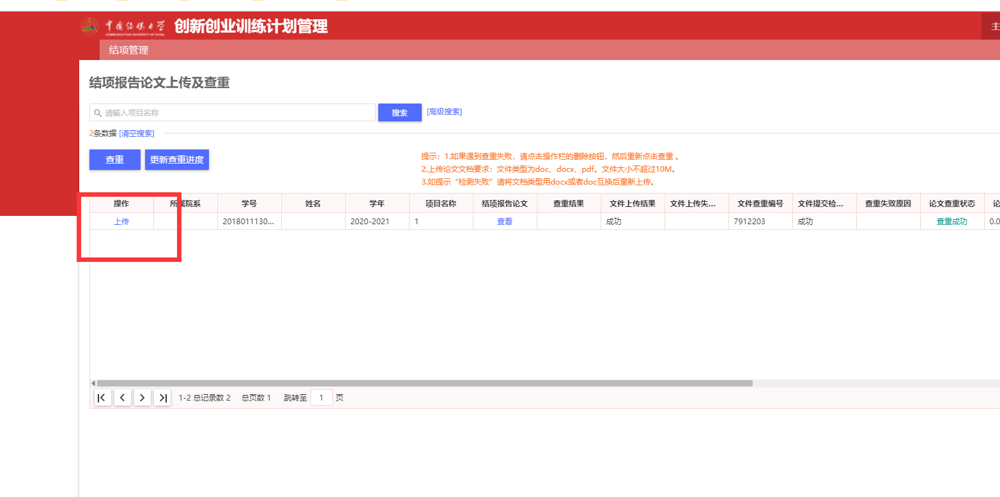 中国传媒大学 创新创业训练计划管理 主
COMMUNICATION UNIVERSITY OF CHINA
结项管理
结项报告论文上传及查重
请输入项目名称 搜索 [高级搜索]
2条数据 [清空搜索]
查重 更新查重进度
提示：1.如果遇到查重失败，请点击操作栏的删除按钮，然后重新点击查重 。
2.上传论文文档要求：文件类型为doc、docx、pdf。文件大小不超过10M。
3.如提示“检测失败”请将文档类型用docx或者doc互换后重新上传。
操作 所属院系 学号 姓名 学年 项目名称 结项报告论文 查重结果 文件上传结果 文件上传失... 文件查重编号 文件提交检... 查重失败原因 论文查重状态 论
上传 2018011130... 2020-2021 1 查看 成功 7912203 成功 查重成功 0.0
1-2 总记录数 2 总页数 1 跳转至 1 页